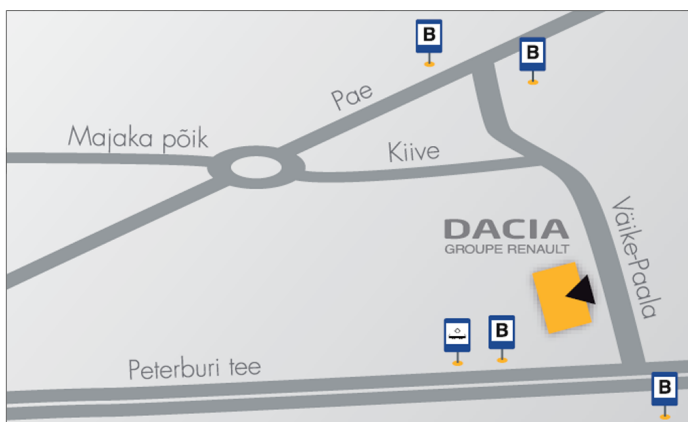 B
B
Pae
Majaka põik
Kiive
Väike-Paala
DACIA
GROUPE RENAULT
B
Peterburi tee
B